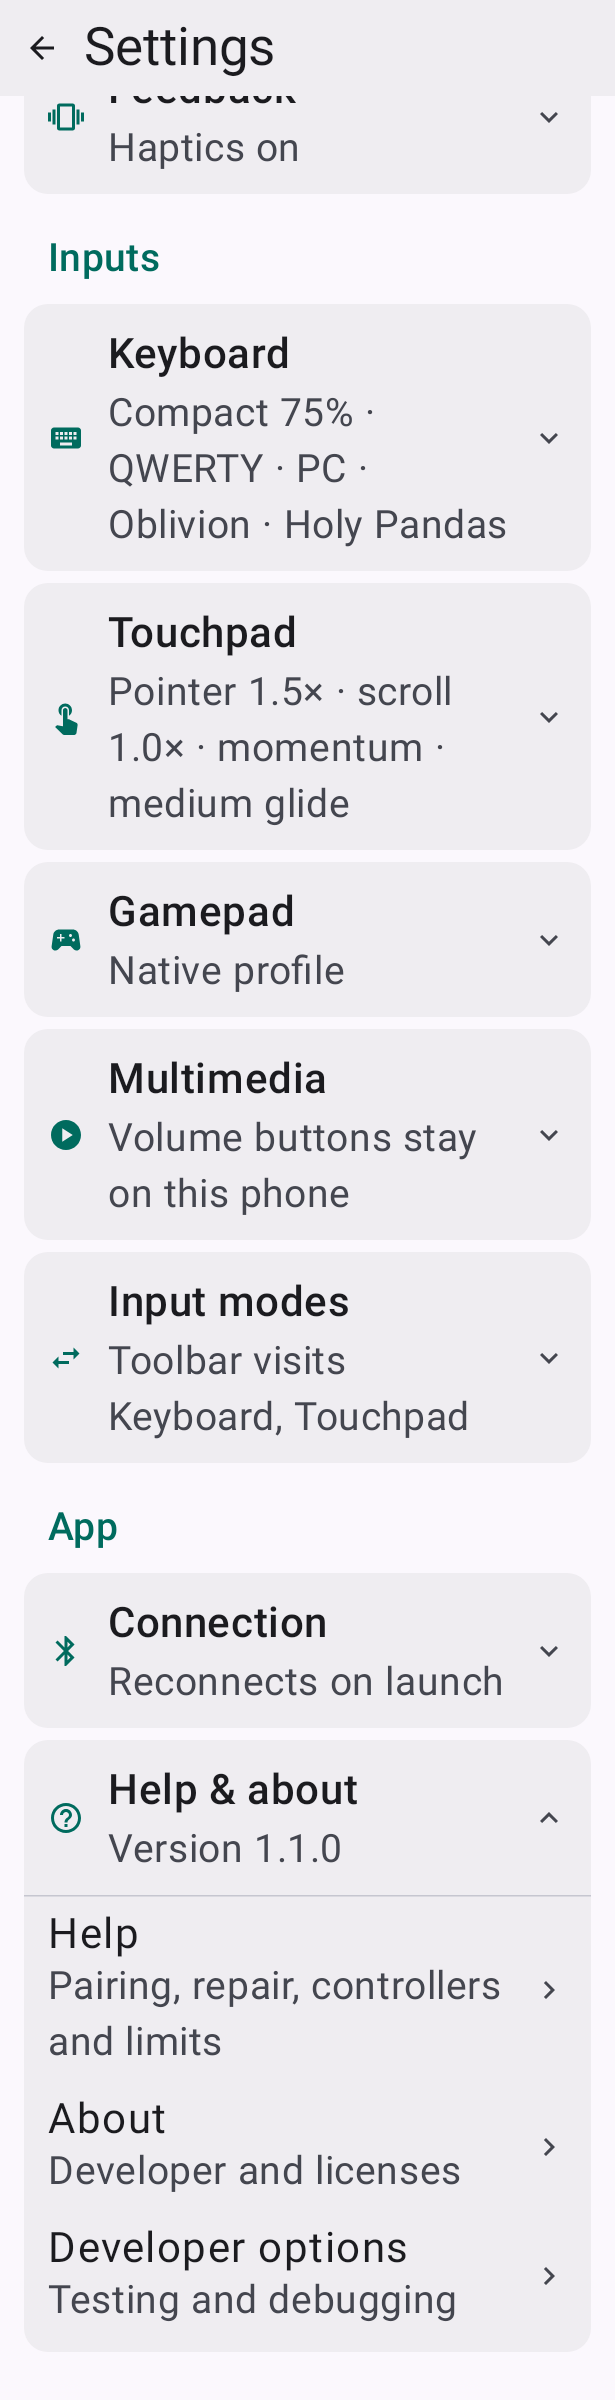 Settings
Feedback
Haptics on
Inputs
Keyboard
Compact 75% ·
QWERTY · PC ·
Oblivion · Holy Pandas
Touchpad
Pointer 1.5× · scroll
1.0× · momentum ·
medium glide
Gamepad
Native profile
Multimedia
Volume buttons stay
on this phone
Input modes
Toolbar visits
Keyboard, Touchpad
App
Connection
Reconnects on launch
Help & about
Version 1.1.0
Help
Pairing, repair, controllers
and limits
About
Developer and licenses
Developer options
Testing and debugging